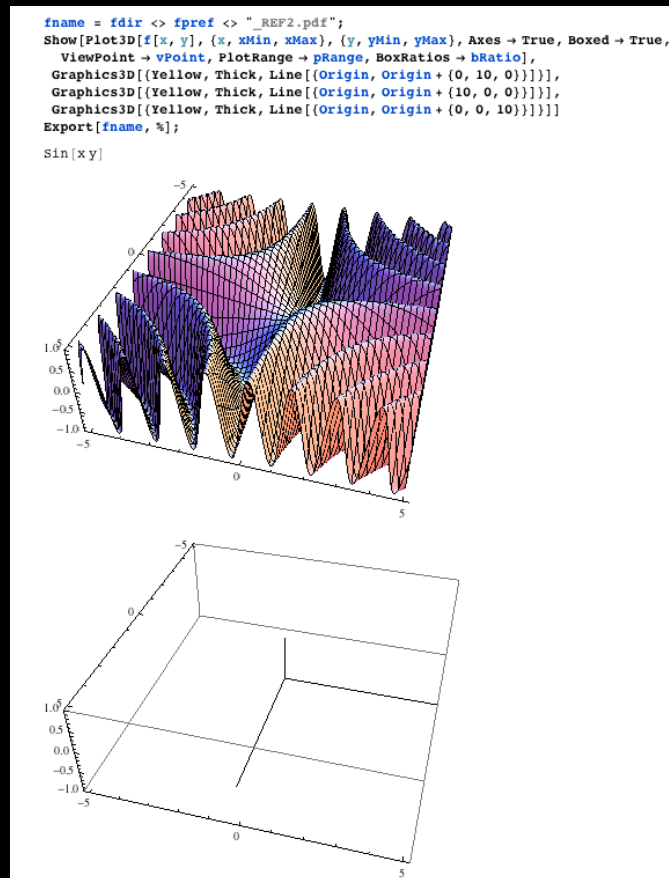 fname = fdir <> fpref <> "_REF2.pdf";
Show[Plot3D[f[x, y], {x, xMin, xMax}, {y, yMin, yMax}, Axes → True, Boxed → True,
ViewPoint → vPoint, PlotRange → pRange, BoxRatios → bRatio],
Graphics3D[{Yellow, Thick, Line[{Origin, Origin + {0, 10, 0}}]}],
Graphics3D[{Yellow, Thick, Line[{Origin, Origin + {10, 0, 0}}]}],
Graphics3D[{Yellow, Thick, Line[{Origin, Origin + {0, 0, 10}}]}]]
Export[fname, %];
Sin[x y]
-5
0
5
1.0
0.5
0.0
-0.5
-1.0
-5
0
5
-5
0
5
1.0
0.5
0.0
-0.5
-1.0
-5
0
5